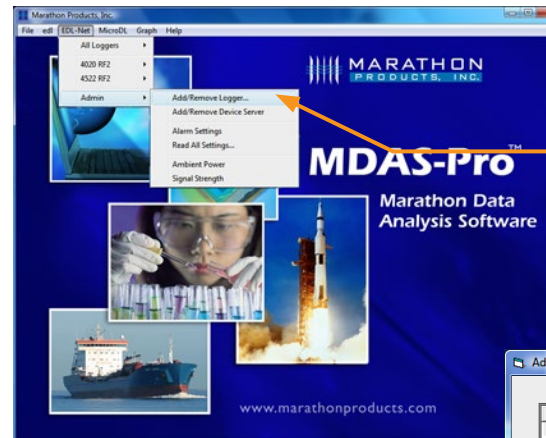 Marathon Products, Inc.
File edl EDL-Net MicroDL Graph Help
All Loggers
4020 RF2
4522 RF2
Admin
Add/Remove Logger...
Add/Remove Device Server
Alarm Settings
Read All Settings...
Ambient Power
Signal Strength
MARATHON
PRODUCTS, INC.
MDAS-Pro™
Marathon Data
Analysis Software
www.marathonproducts.com
Ad